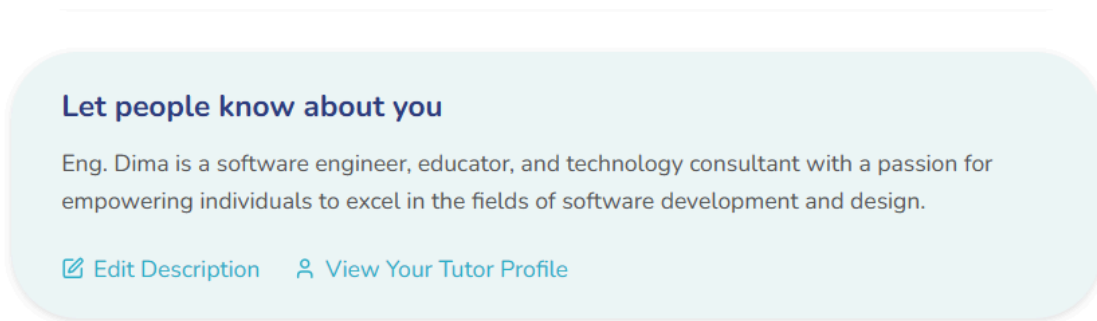 Let people know about you
Eng. Dima is a software engineer, educator, and technology consultant with a passion for
empowering individuals to excel in the fields of software development and design.
Edit Description View Your Tutor Profile